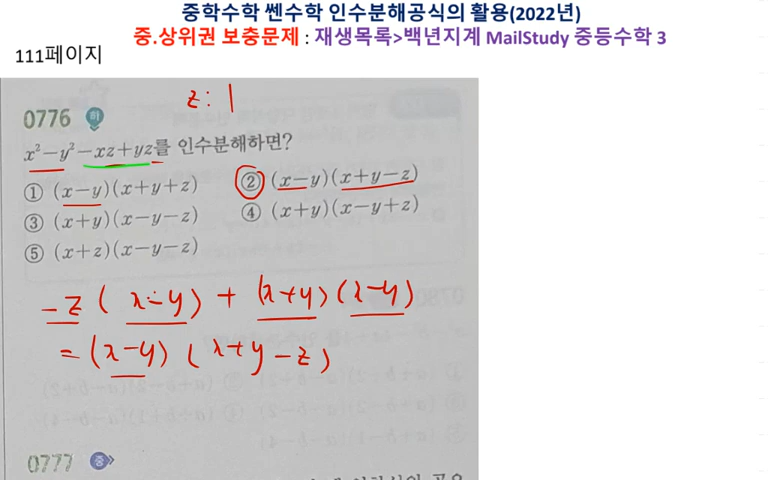 중학수학 쎈수학 인수분해공식의 활용(2022년)
중.상위권 보충문제 : 재생목록>백년지계 MailStudy 중등수학 3
111페이지
z : 1
0776 하
x²-y²-xz+yz를 인수분해하면?
① (x-y)(x+y+z) ② (x-y)(x+y-z)
③ (x+y)(x-y-z) ④ (x+y)(x-y+z)
⑤ (x+z)(x-y-z)
-z(x-y)+(x+y)(x-y)
=(x-y)(x+y-z)
0777 중